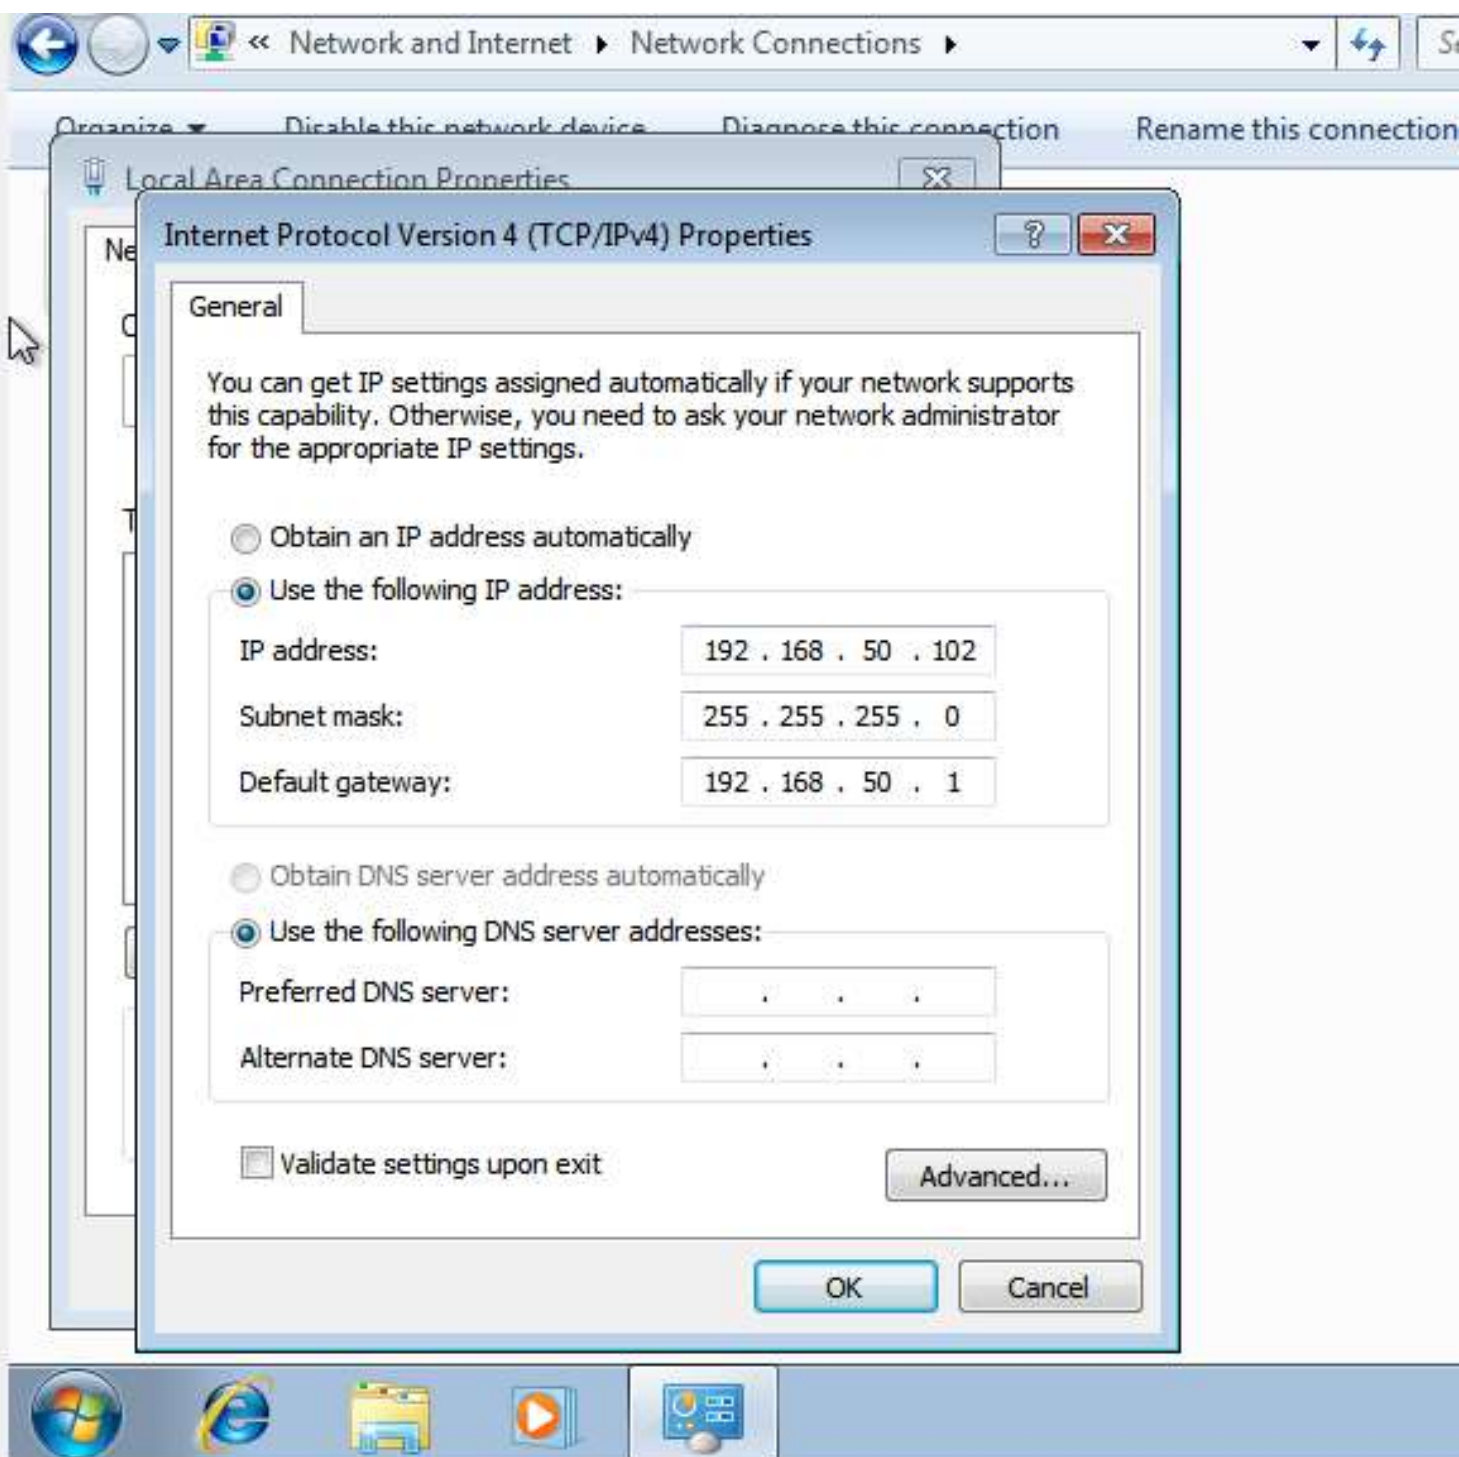 « Network and Internet Network Connections
Organize Disable this network device Diagnose this connection Rename this connection
Local Area Connection Properties
Internet Protocol Version 4 (TCP/IPv4) Properties
General
You can get IP settings assigned automatically if your network supports
this capability. Otherwise, you need to ask your network administrator
for the appropriate IP settings.
Obtain an IP address automatically
Use the following IP address:
IP address: 192 . 168 . 50 . 102
Subnet mask: 255 . 255 . 255 . 0
Default gateway: 192 . 168 . 50 . 1
Obtain DNS server address automatically
Use the following DNS server addresses:
Preferred DNS server: . . .
Alternate DNS server: . . .
Validate settings upon exit
Advanced...
OK Cancel